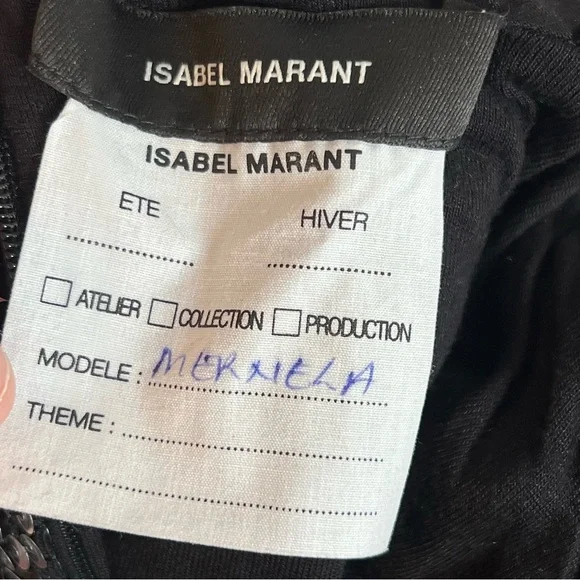 ISABEL MARANT
ISABEL MARANT
ETE HIVER
ATELIER COLLECTION PRODUCTION
MODELE : MERNELA
THEME :